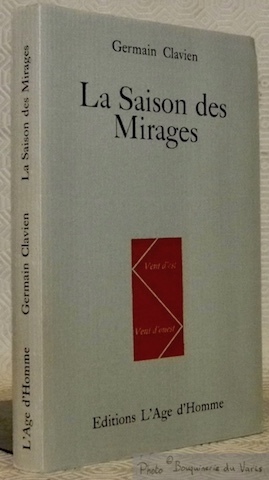 Germain Clavien
La Saison des
Mirages
Vent d'est
Vent d'ouest
Editions L'Age d'Homme
L'Age d'Homme Germain Clavien La Saison des Mirages
Photo © Bouquinerie du Varis